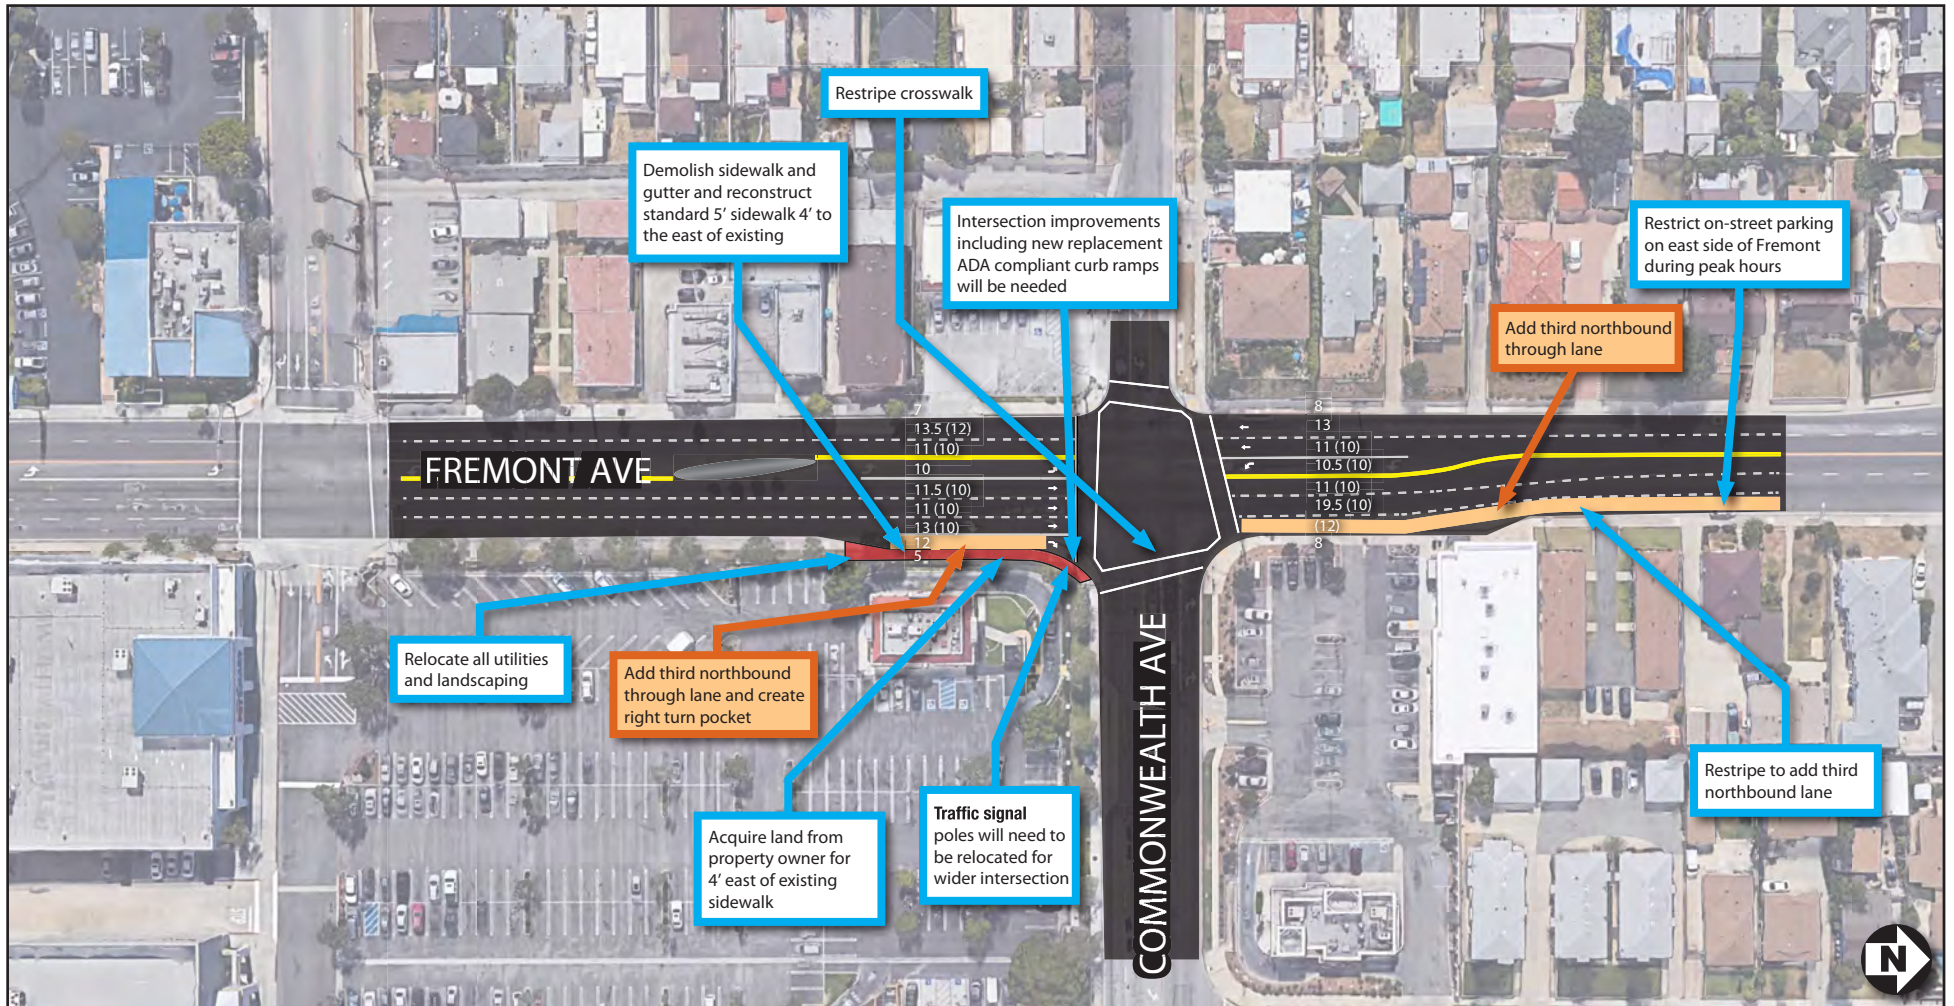 Restripe crosswalk
Demolish sidewalk and
gutter and reconstruct
standard 5’ sidewalk 4’ to
the east of existing
Intersection improvements
including new replacement
ADA compliant curb ramps
will be needed
Restrict on-street parking
on east side of Fremont
during peak hours
Add third northbound
through lane
7
13.5 (12)
11 (10)
10
11.5 (10)
11 (10)
13 (10)
12
5
8
13
11 (10)
10.5 (10)
11 (10)
19.5 (10)
(12)
8
FREMONT AVE
COMMONWEALTH AVE
Relocate all utilities
and landscaping
Add third northbound
through lane and create
right turn pocket
Acquire land from
property owner for
4’ east of existing
sidewalk
Traffic signal
poles will need to
be relocated for
wider intersection
Restripe to add third
northbound lane
N